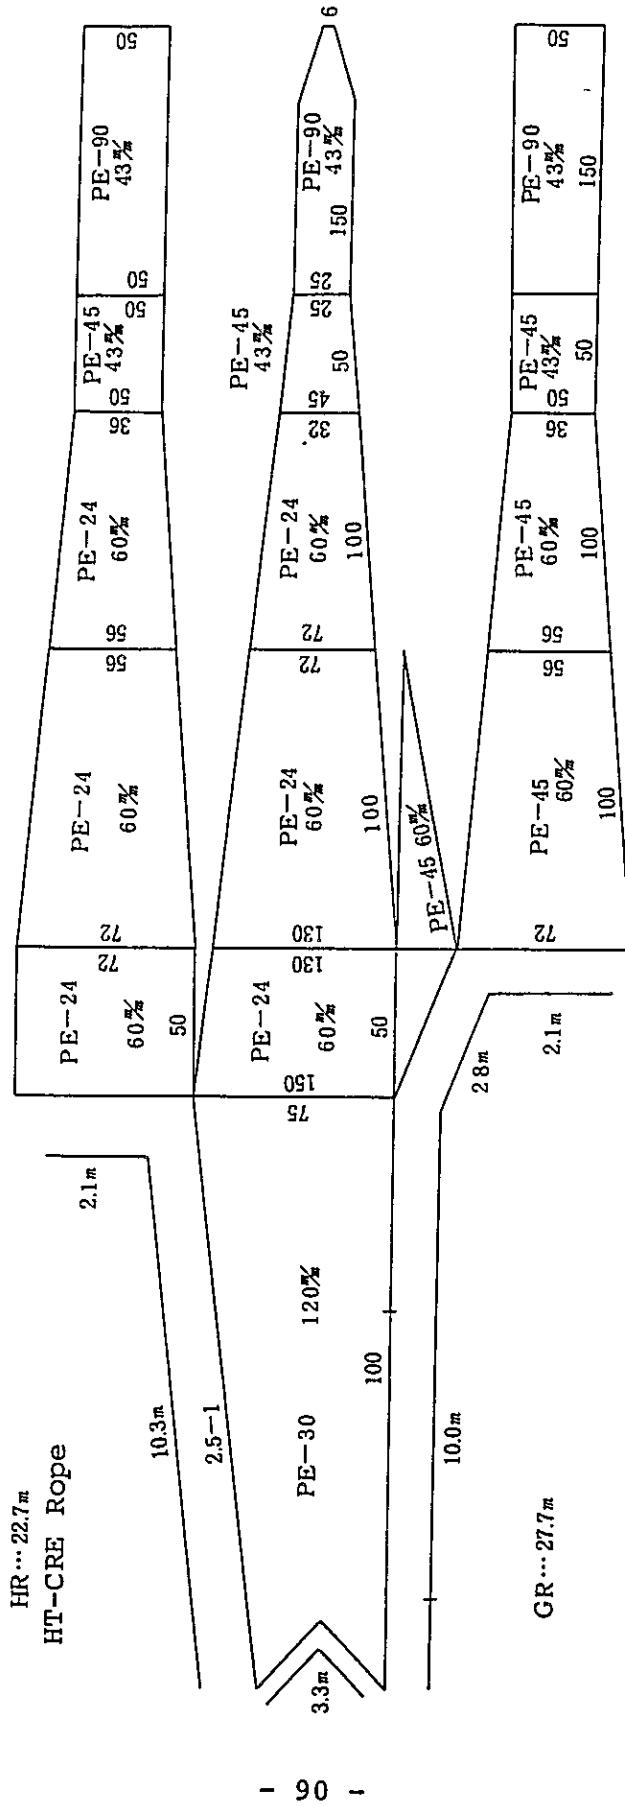 HR ··· 22.7m
HT-CRE Rope
2.1m
10.3m
PE-24
60m/m
50
72
72
PE-24
60m/m
56
56
PE-24
60m/m
36
50
PE-45
43m/m
50
50
PE-90
43m/m
50
2.5-1
3.3m
PE-30
120m/m
100
75
150
PE-24
60m/m
50
130
130
PE-24
60m/m
100
72
72
PE-24
60m/m
100
32
45
PE-45
43m/m
50
25
25
PE-90
43m/m
150
6
PE-45 60m/m
GR ··· 27.7m
10.0m
2.8m
2.1m
72
PE-45
60m/m
100
56
56
PE-45
60m/m
100
36
50
PE-45
43m/m
50
PE-90
43m/m
150
50
- 90 -